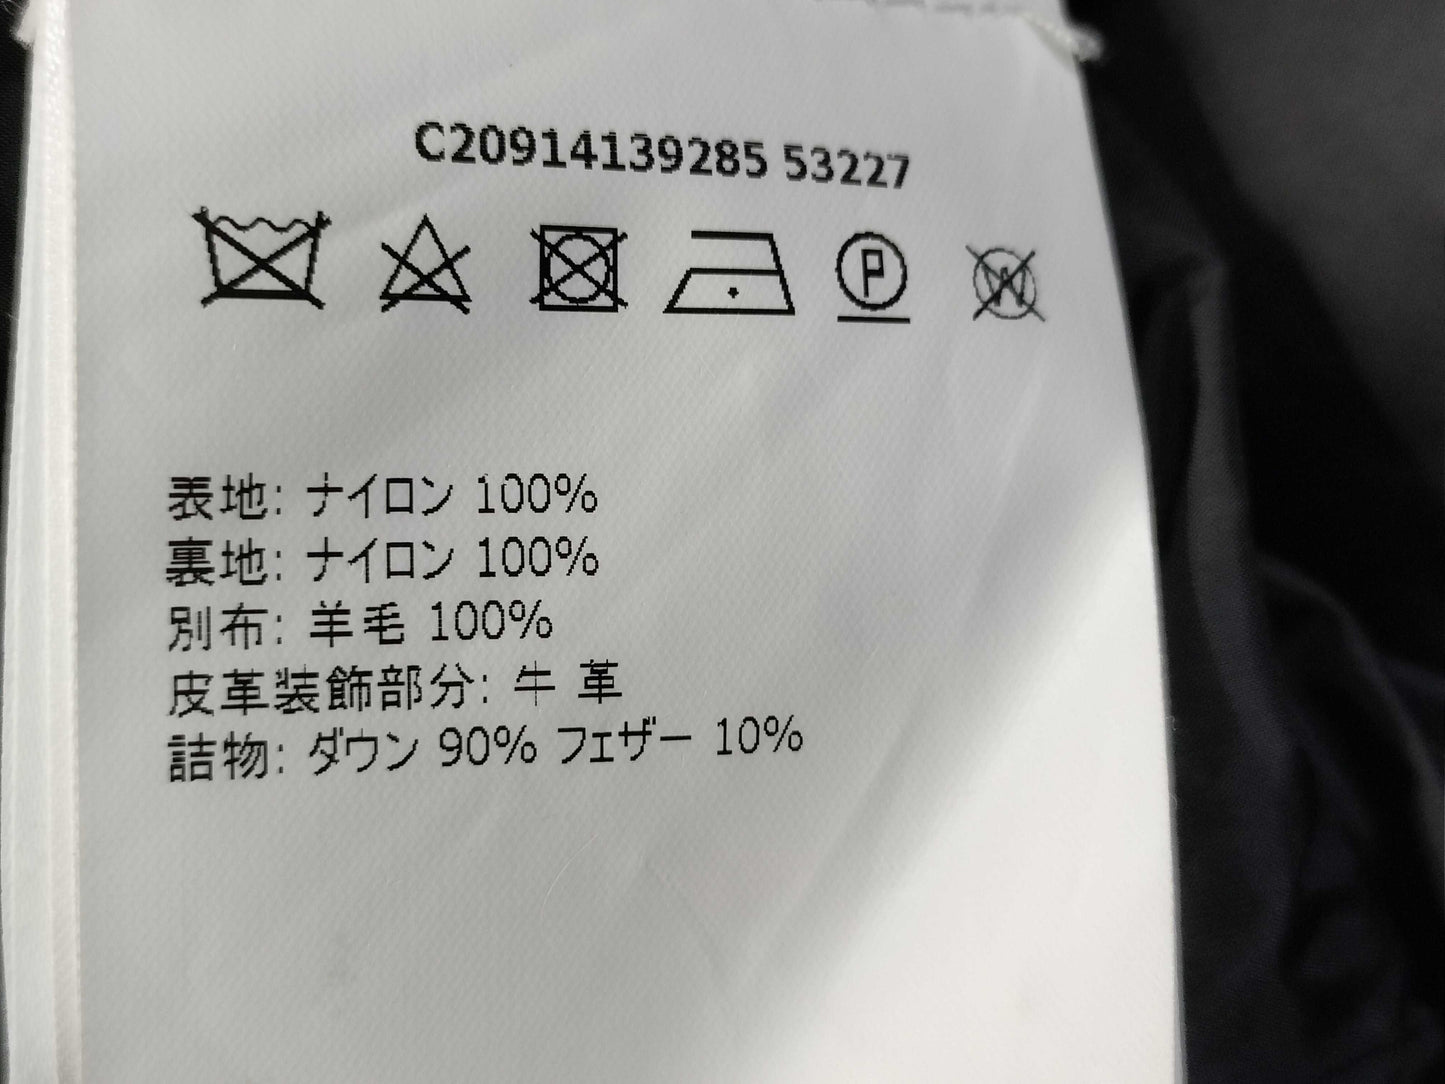 C20914139285 53227
P W
表地: ナイロン 100%
裏地: ナイロン 100%
別布: 羊毛 100%
皮革装飾部分: 牛 革
詰物: ダウン 90% フェザー 10%